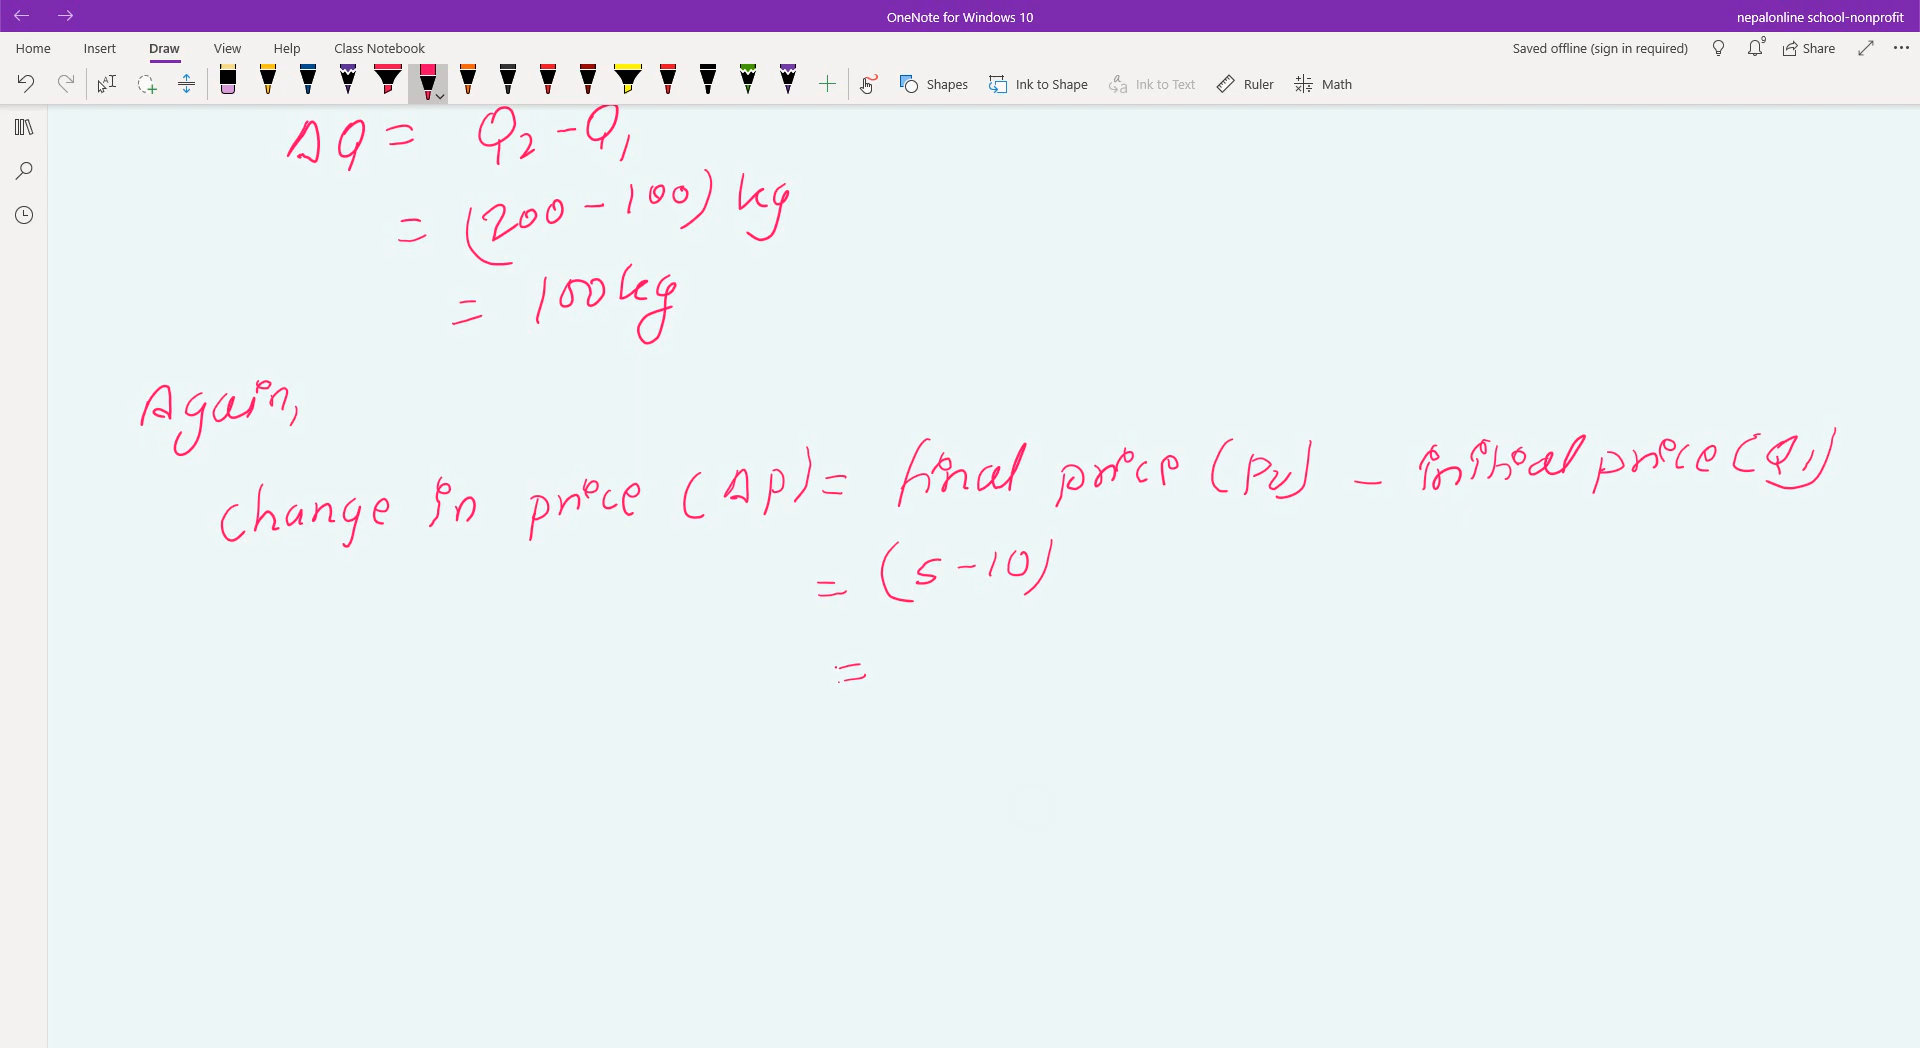 OneNote for Windows 10
nepalonline school-nonprofit
Home Insert Draw View Help Class Notebook
Saved offline (sign in required) 9 Share
Shapes Ink to Shape Ink to Text Ruler Math
ΔQ = Q2 - Q1
= (200 - 100) kg
= 100 kg
Again,
change in price (ΔP) = final price (P2) - initial price (Q1)
= (5 - 10)
=